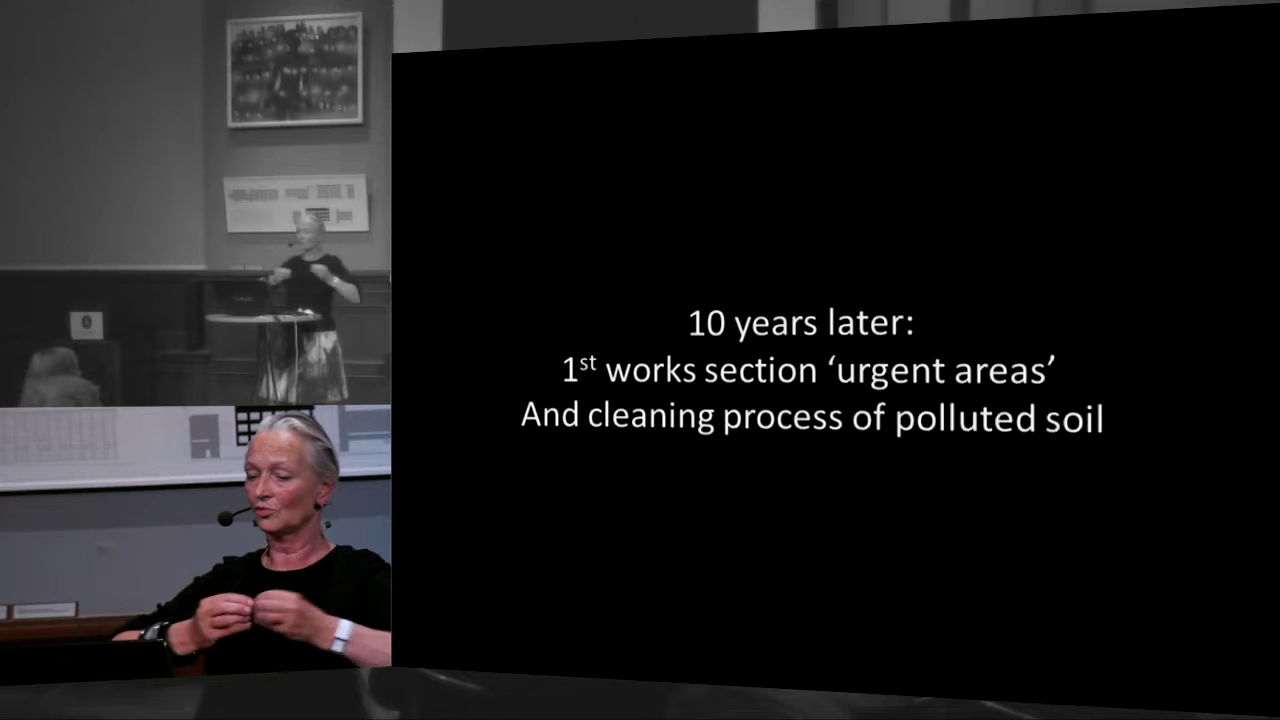 10 years later:
1st works section ‘urgent areas’
And cleaning process of polluted soil